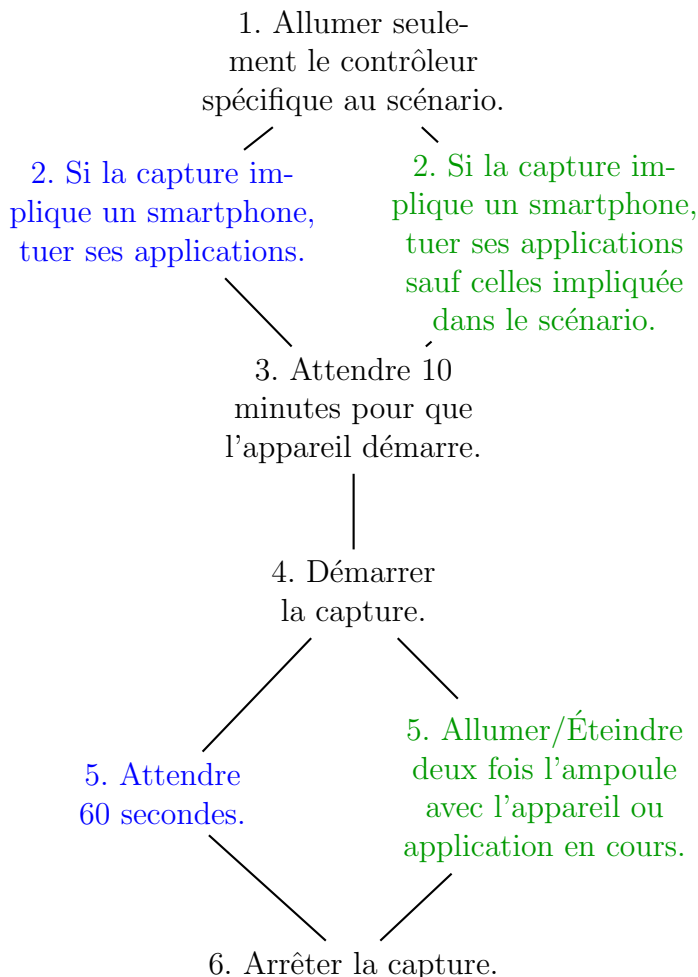 1. Allumer seule-
ment le contrôleur
spécifique au scénario.
2. Si la capture im-
plique un smartphone,
tuer ses applications.
2. Si la capture im-
plique un smartphone,
tuer ses applications
sauf celles impliquée
dans le scénario.
3. Attendre 10
minutes pour que
l'appareil démarre.
4. Démarrer
la capture.
5. Attendre
60 secondes.
5. Allumer/Éteindre
deux fois l'ampoule
avec l'appareil ou
application en cours.
6. Arrêter la capture.